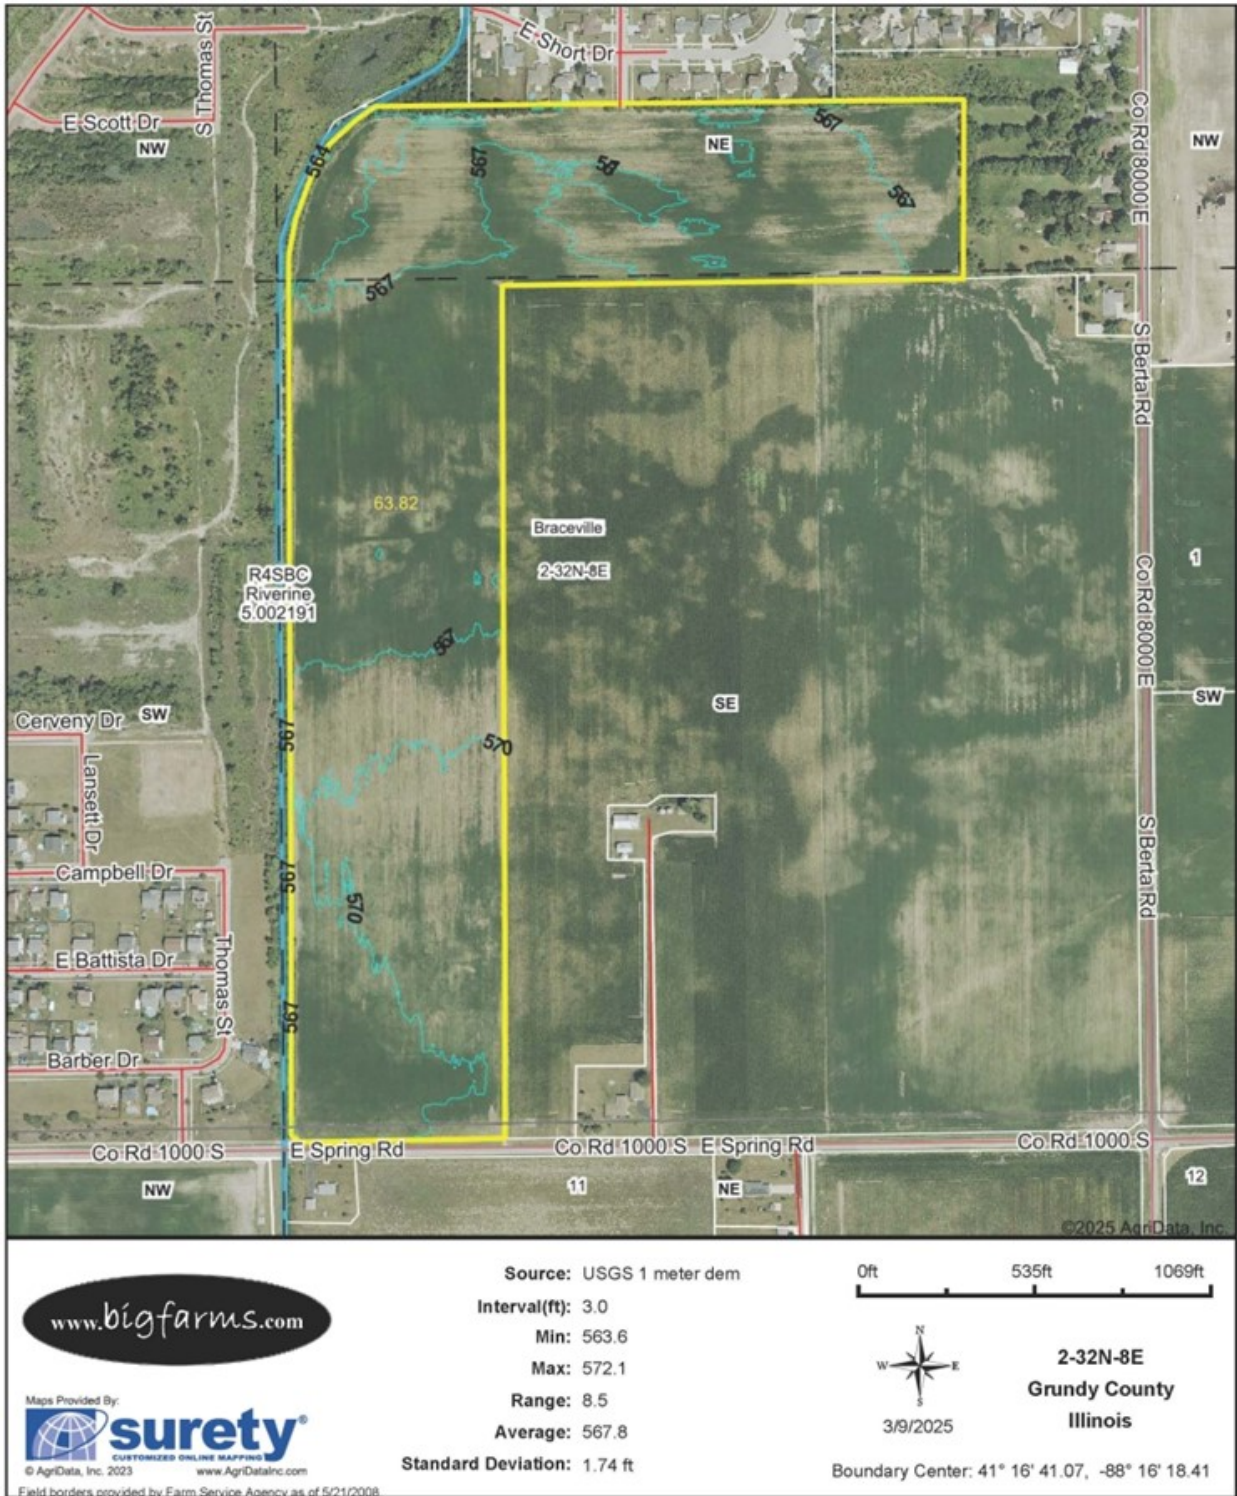 E Short Dr
S Thomas St
E Scott Dr
NW
564
567
NE
567
567
Co Rd 8000 E
NW
567
S Berta Rd
63.82
Braceville
2-32N-8E
R4SBC
Riverine
5.002191
1
Co Rd 8000 E
567
SE
SW
Cerveny Dr
SW
567
570
Lansett Dr
S Berta Rd
Campbell Dr
567
570
E Battista Dr
Thomas St
567
Barber Dr
Co Rd 1000 S
E Spring Rd
Co Rd 1000 S
E Spring Rd
Co Rd 1000 S
NW
11
NE
12
©2025 AgriData, Inc.
www.bigfarms.com
Maps Provided By:
surety®
CUSTOMIZED ONLINE MAPPING
© AgriData, Inc. 2023
www.AgriDataInc.com
Field borders provided by Farm Service Agency as of 5/21/2008.
Source: USGS 1 meter dem
Interval(ft): 3.0
Min: 563.6
Max: 572.1
Range: 8.5
Average: 567.8
Standard Deviation: 1.74 ft
0ft 535ft 1069ft
N
W E
S
3/9/2025
2-32N-8E
Grundy County
Illinois
Boundary Center: 41° 16' 41.07, -88° 16' 18.41